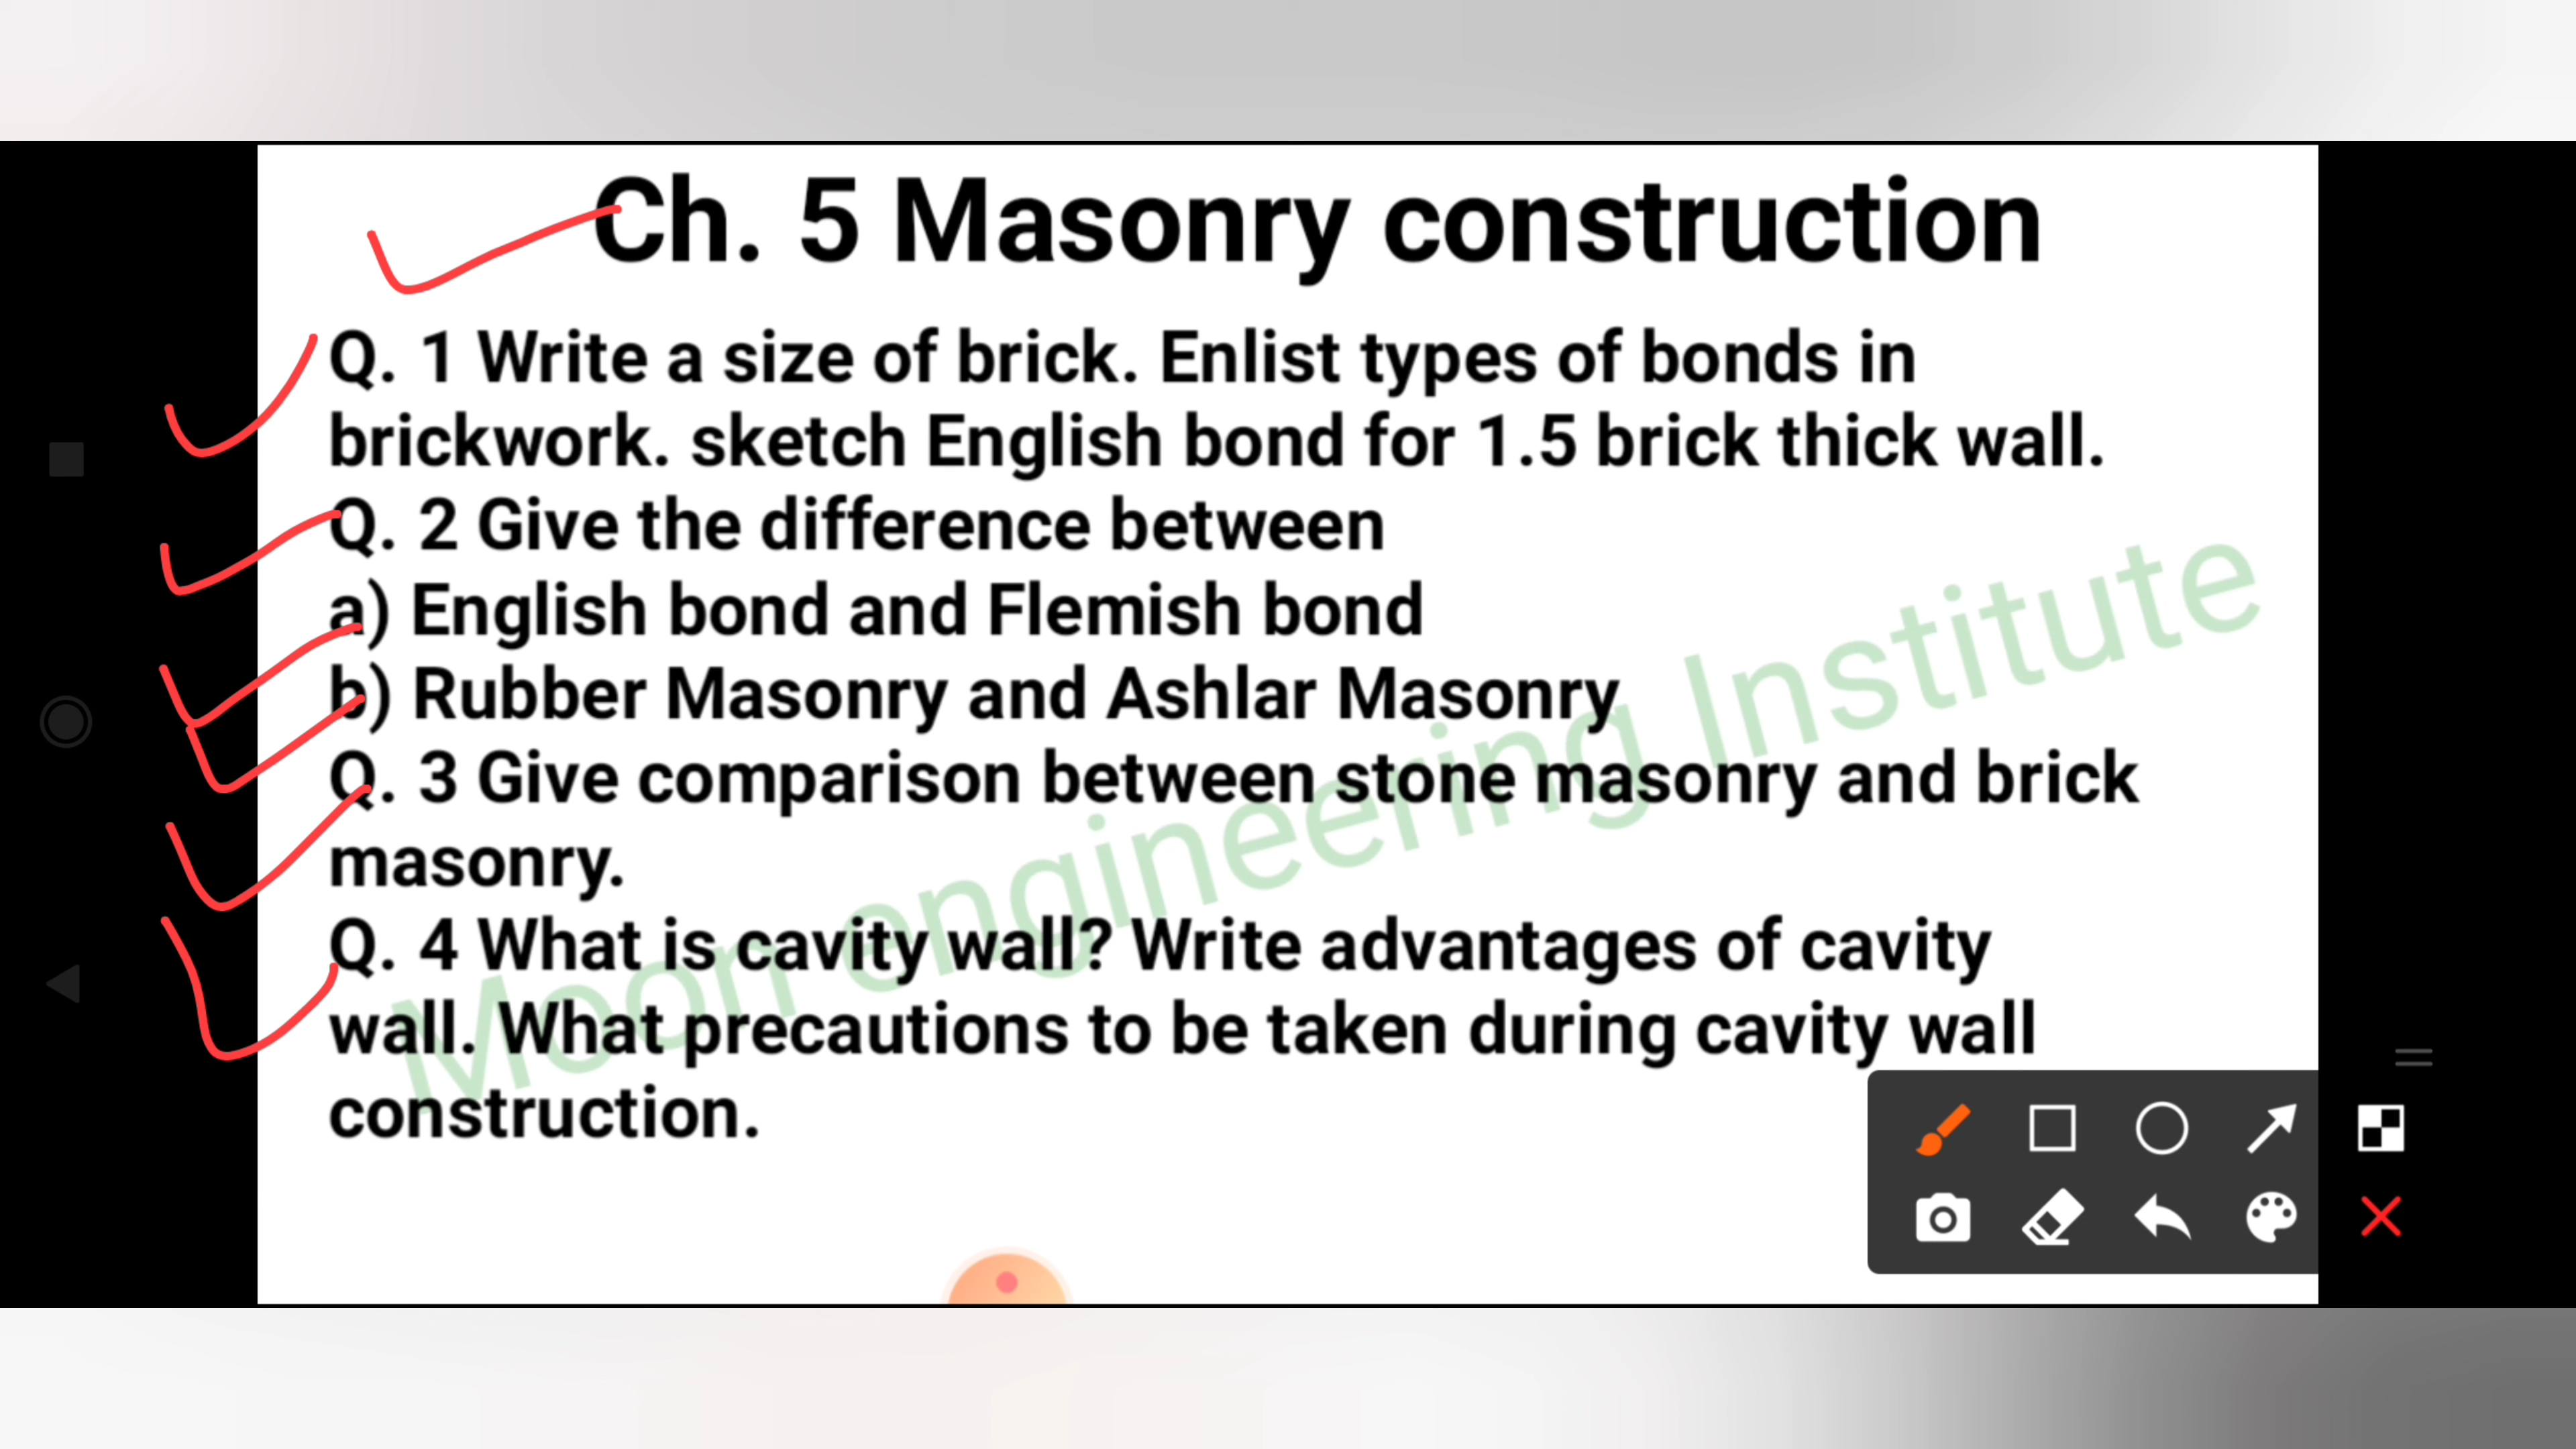 Ch. 5 Masonry construction
Q. 1 Write a size of brick. Enlist types of bonds in
brickwork. sketch English bond for 1.5 brick thick wall.
Q. 2 Give the difference between
a) English bond and Flemish bond
b) Rubber Masonry and Ashlar Masonry
Q. 3 Give comparison between stone masonry and brick
masonry.
Q. 4 What is cavity wall? Write advantages of cavity
wall. What precautions to be taken during cavity wall
construction.
Moon engineering Institute